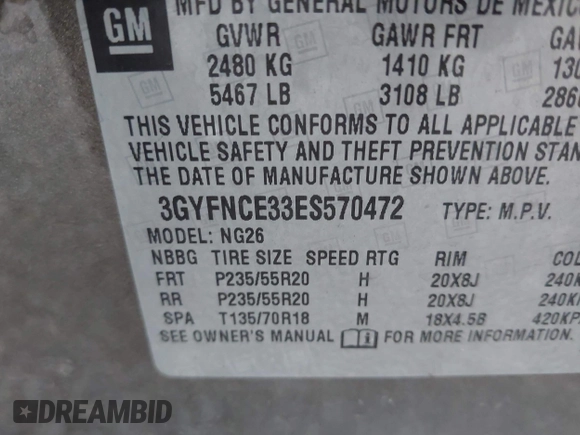 MFD BY GENERAL MOTORS DE MEXICO
GM
GVWR GAWR FRT
2480 KG 1410 KG
5467 LB 3108 LB
THIS VEHICLE CONFORMS TO ALL APPLICABLE
VEHICLE SAFETY AND THEFT PREVENTION
THE DATE OF MANUFACTURE SHOWN ABOVE.
3GYFNCE33ES570472 TYPE: M.P.V.
MODEL: NG26
NBBG TIRE SIZE SPEED RTG RIM
FRT P235/55R20 H 20X8J 240K
RR P235/55R20 H 20X8J 240K
SPA T135/70R18 M 18X4.5B 420KP
SEE OWNER'S MANUAL FOR MORE INFORMATION.
DREAMBID